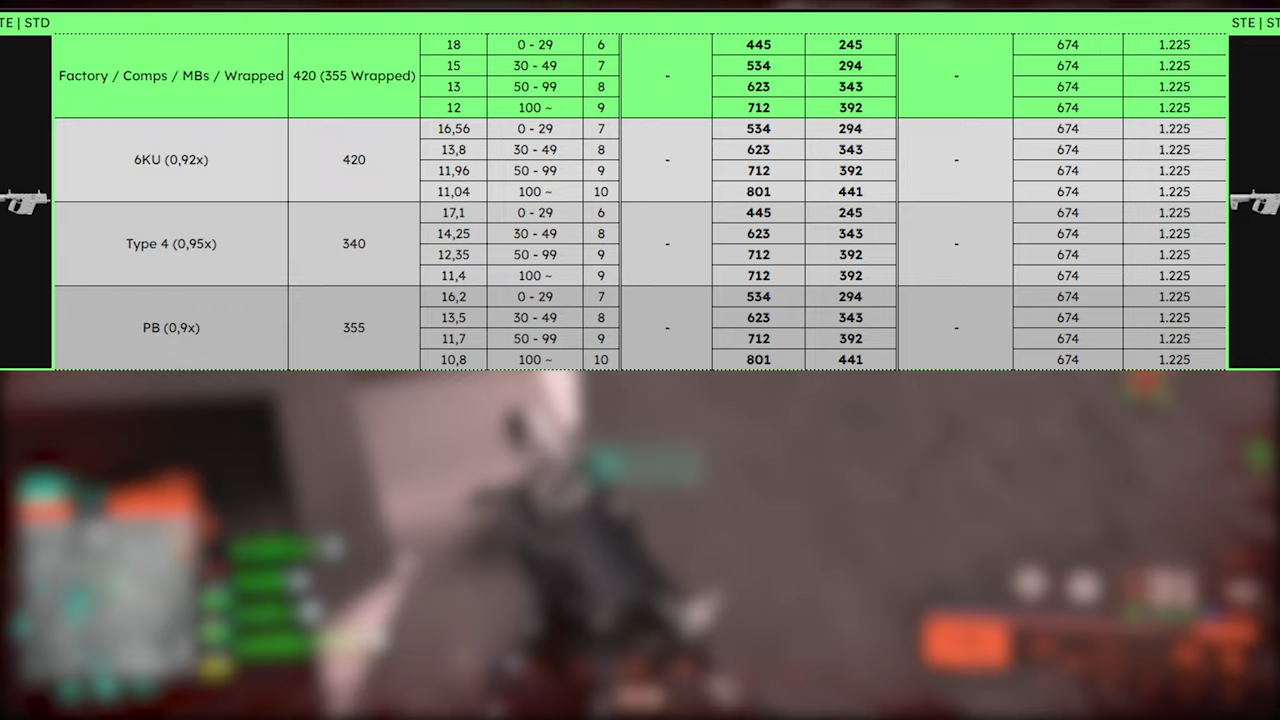 TE | STD
STE | ST
Factory / Comps / MBs / Wrapped 420 (355 Wrapped) - -
18 0 - 29 6 445 245 674 1.225
15 30 - 49 7 534 294 674 1.225
13 50 - 99 8 623 343 674 1.225
12 100 ~ 9 712 392 674 1.225
6KU (0,92x) 420 - -
16,56 0 - 29 7 534 294 674 1.225
13,8 30 - 49 8 623 343 674 1.225
11,96 50 - 99 9 712 392 674 1.225
11,04 100 ~ 10 801 441 674 1.225
Type 4 (0,95x) 340 - -
17,1 0 - 29 6 445 245 674 1.225
14,25 30 - 49 8 623 343 674 1.225
12,35 50 - 99 9 712 392 674 1.225
11,4 100 ~ 9 712 392 674 1.225
PB (0,9x) 355 - -
16,2 0 - 29 7 534 294 674 1.225
13,5 30 - 49 8 623 343 674 1.225
11,7 50 - 99 9 712 392 674 1.225
10,8 100 ~ 10 801 441 674 1.225